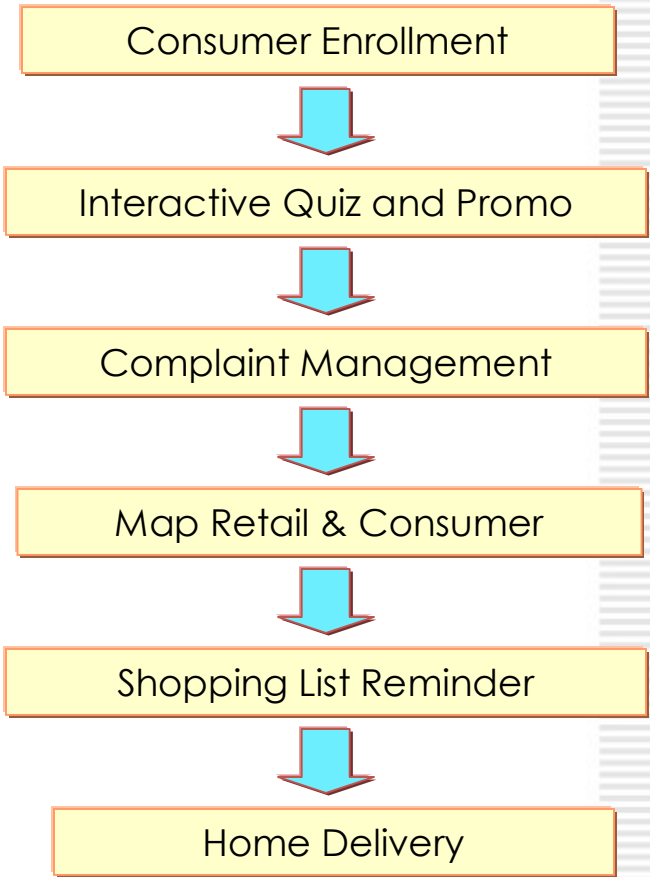 Consumer Enrollment
Interactive Quiz and Promo
Complaint Management
Map Retail & Consumer
Shopping List Reminder
Home Delivery